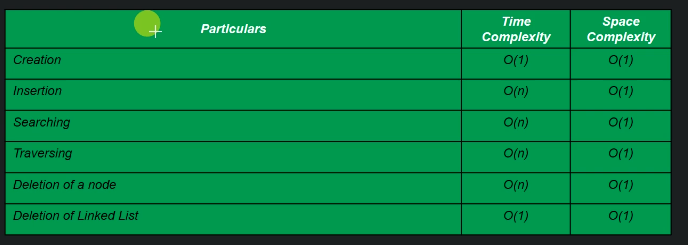 Particulars Time Complexity Space Complexity
Creation O(1) O(1)
Insertion O(n) O(1)
Searching O(n) O(1)
Traversing O(n) O(1)
Deletion of a node O(n) O(1)
Deletion of Linked List O(1) O(1)